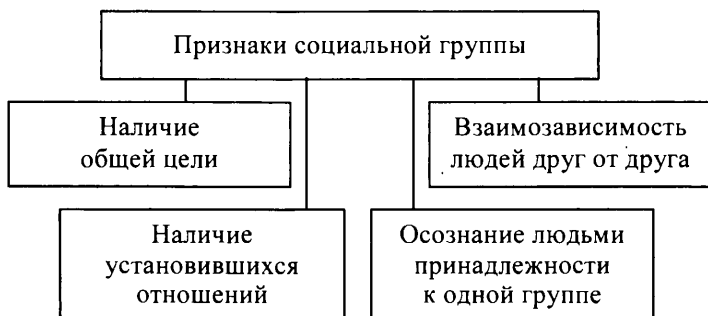 Признаки социальной группы
Наличие
общей цели
Взаимозависимость
людей друг от друга
Наличие
установившихся
отношений
Осознание людьми
принадлежности
к одной группе